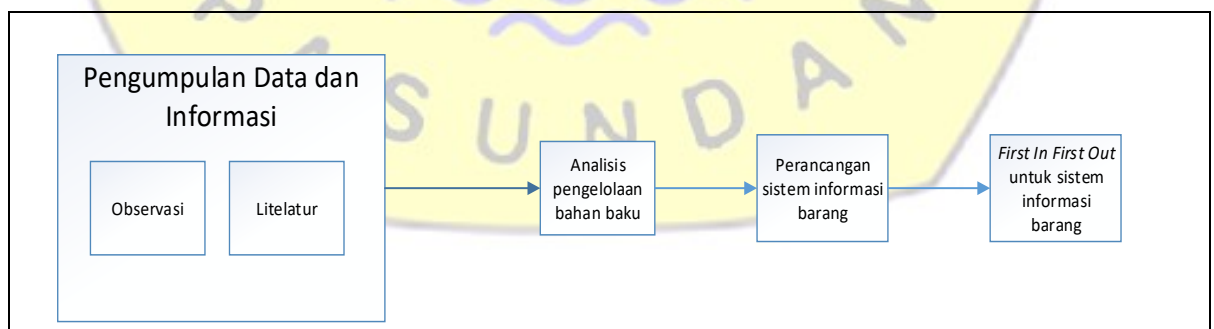 Pengumpulan Data dan
Informasi
Observasi
Litelatur
Analisis
pengelolaan
bahan baku
Perancangan
sistem informasi
barang
First In First Out
untuk sistem
informasi
barang
ASUNDAN